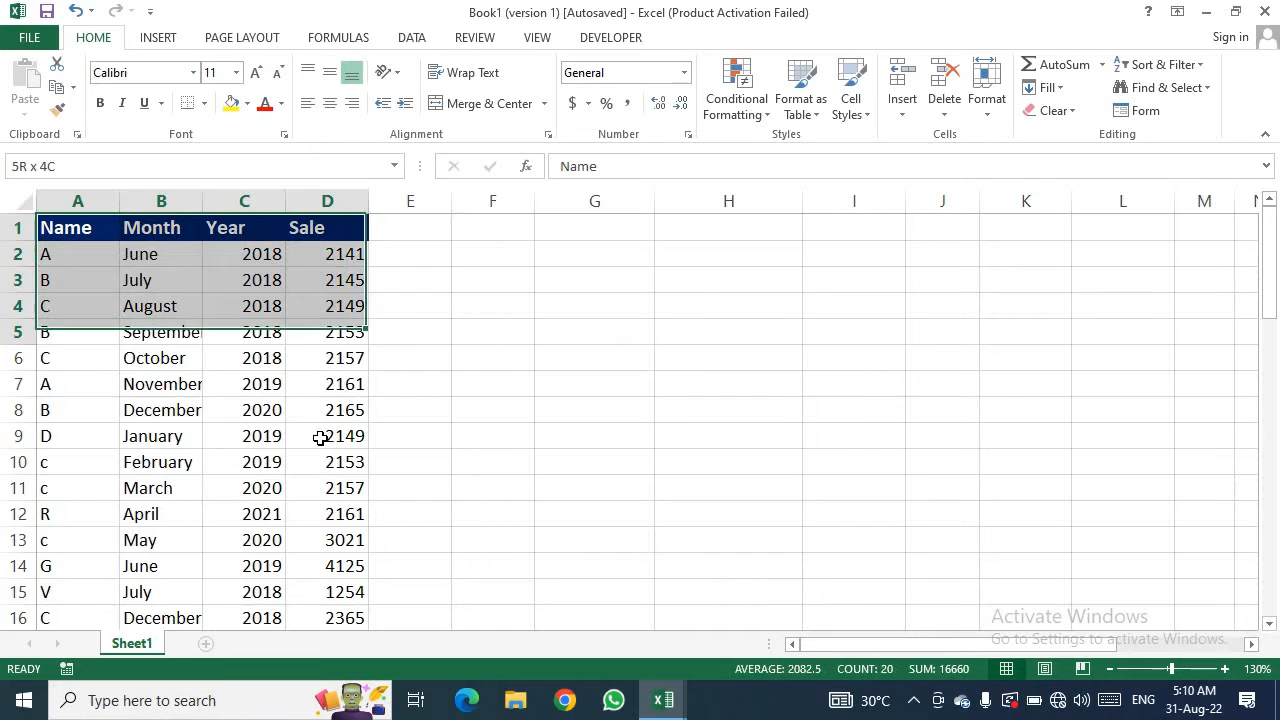 Book1 (version 1) [Autosaved] - Excel (Product Activation Failed)
FILE HOME INSERT PAGE LAYOUT FORMULAS DATA REVIEW VIEW DEVELOPER Sign in
Calibri 11 Wrap Text General AutoSum Sort & Filter
Paste Conditional Format as Cell Insert Delete Format Fill Find & Select
B I U Merge & Center $ % Formatting Table Styles Clear Form
Clipboard Font Alignment Number Styles Cells Editing
5R x 4C fx Name
A B C D E F G H I J K L M
1 Name Month Year Sale
2 A June 2018 2141
3 B July 2018 2145
4 C August 2018 2149
5 B September 2018 2153
6 C October 2018 2157
7 A November 2019 2161
8 B December 2020 2165
9 D January 2019 2149
10 c February 2019 2153
11 c March 2020 2157
12 R April 2021 2161
13 c May 2020 3021
14 G June 2019 4125
15 V July 2018 1254
16 C December 2018 2365
Activate Windows
Go to Settings to activate Windows.
Sheet1
READY AVERAGE: 2082.5 COUNT: 20 SUM: 16660 130%
Type here to search 30°C ENG 5:10 AM
31-Aug-22